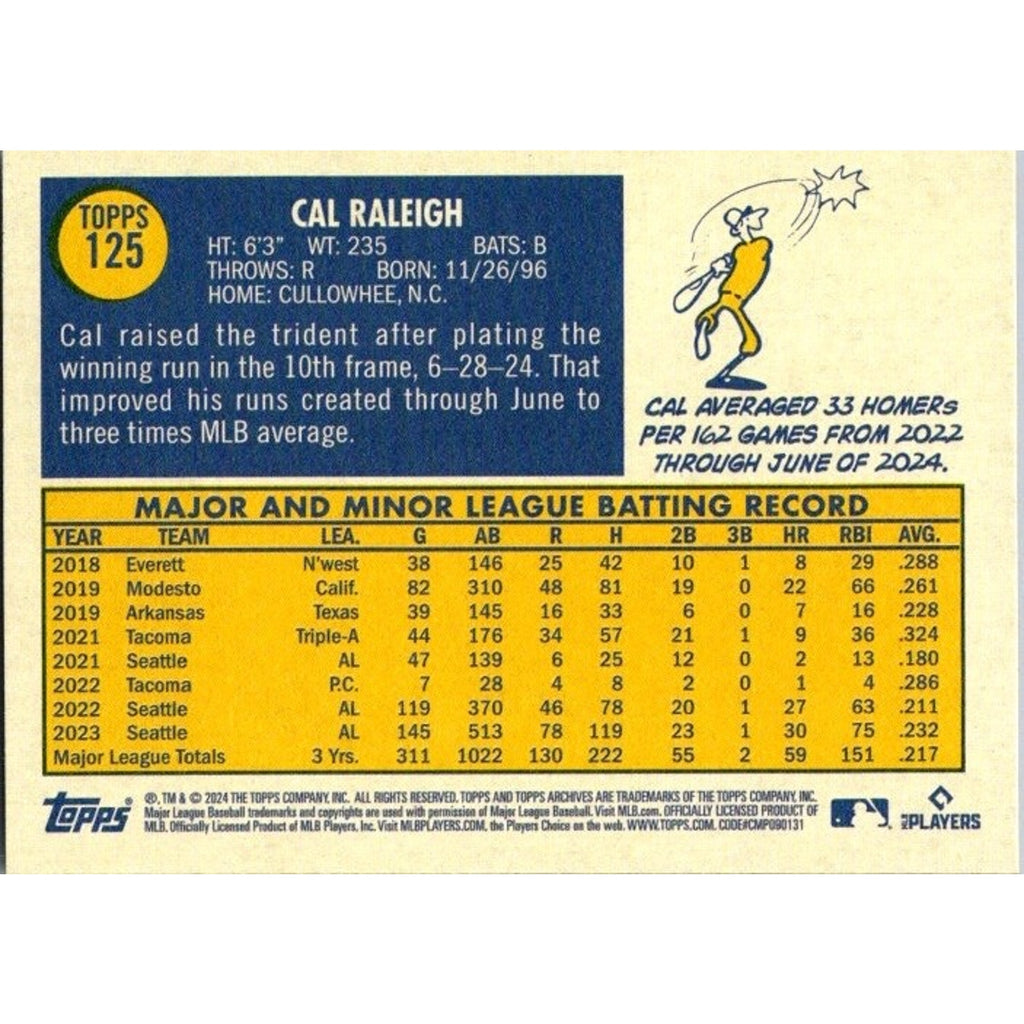 TOPPS
125
CAL RALEIGH
HT: 6'3" WT: 235 BATS: B
THROWS: R BORN: 11/26/96
HOME: CULLOWHEE, N.C.
Cal raised the trident after plating the
winning run in the 10th frame, 6–28–24. That
improved his runs created through June to
three times MLB average.
CAL AVERAGED 33 HOMERS
PER 162 GAMES FROM 2022
THROUGH JUNE OF 2024.
MAJOR AND MINOR LEAGUE BATTING RECORD
YEAR TEAM LEA. G AB R H 2B 3B HR RBI AVG.
2018 Everett N'west 38 146 25 42 10 1 8 29 .288
2019 Modesto Calif. 82 310 48 81 19 0 22 66 .261
2019 Arkansas Texas 39 145 16 33 6 0 7 16 .228
2021 Tacoma Triple-A 44 176 34 57 21 1 9 36 .324
2021 Seattle AL 47 139 6 25 12 0 2 13 .180
2022 Tacoma P.C. 7 28 4 8 2 0 1 4 .286
2022 Seattle AL 119 370 46 78 20 1 27 63 .211
2023 Seattle AL 145 513 78 119 23 1 30 75 .232
Major League Totals 3 Yrs. 311 1022 130 222 55 2 59 151 .217
TOPPS®
®, TM & © 2024 THE TOPPS COMPANY, INC. ALL RIGHTS RESERVED. TOPPS AND TOPPS ARCHIVES ARE TRADEMARKS OF THE TOPPS COMPANY, INC.
Major League Baseball trademarks and copyrights are used with permission of Major League Baseball. Visit MLB.com. OFFICIALLY LICENSED PRODUCT OF
MLB. Officially Licensed Product of MLB Players, Inc. Visit MLBPLAYERS.COM, the Players Choice on the web. WWW.TOPPS.COM. CODE#CMP090131
MLB PLAYERS